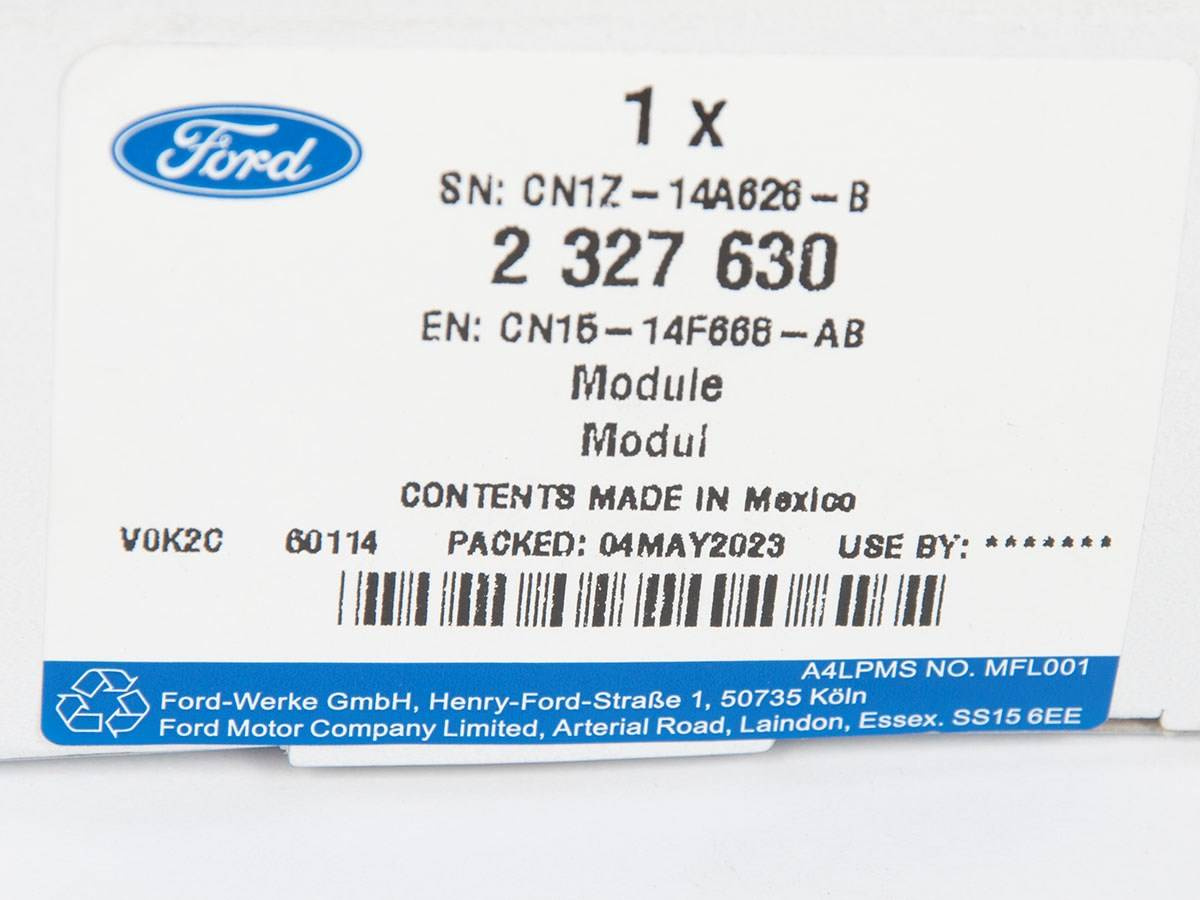 Ford
1 x
SN: CN1Z-14A626-B
2 327 630
EN: CN15-14F668-AB
Module
Modul
CONTENTS MADE IN Mexico
V0K2C 60114 PACKED: 04MAY2023 USE BY: *******
A4LPMS NO. MFL001
Ford-Werke GmbH, Henry-Ford-Straße 1, 50735 Köln
Ford Motor Company Limited, Arterial Road, Laindon, Essex. SS15 6EE